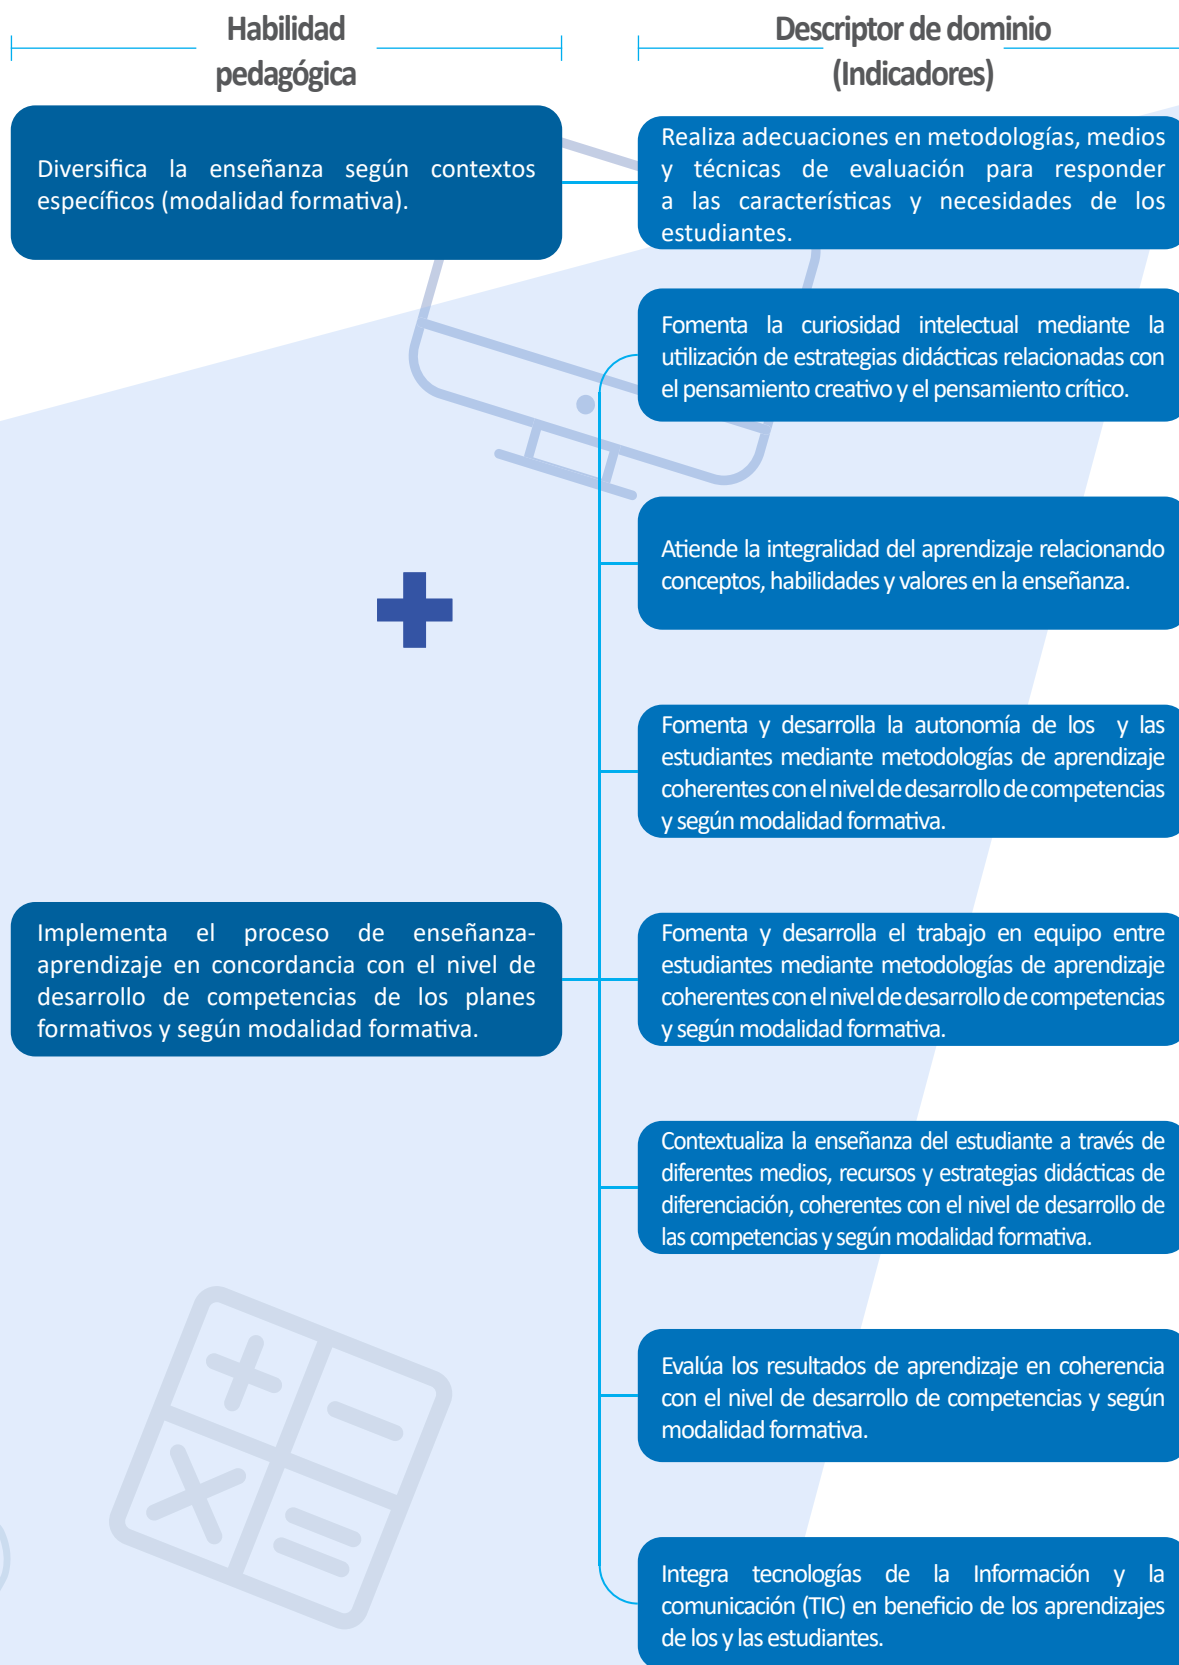 Habilidad
pedagógica
Descriptor de dominio
(Indicadores)
Diversifica la enseñanza según contextos
específicos (modalidad formativa).
Realiza adecuaciones en metodologías, medios
y técnicas de evaluación para responder
a las características y necesidades de los
estudiantes.
Implementa el proceso de enseñanza-
aprendizaje en concordancia con el nivel de
desarrollo de competencias de los planes
formativos y según modalidad formativa.
Fomenta la curiosidad intelectual mediante la
utilización de estrategias didácticas relacionadas con
el pensamiento creativo y el pensamiento crítico.
Atiende la integralidad del aprendizaje relacionando
conceptos, habilidades y valores en la enseñanza.
Fomenta y desarrolla la autonomía de los y las
estudiantes mediante metodologías de aprendizaje
coherentes con el nivel de desarrollo de competencias
y según modalidad formativa.
Fomenta y desarrolla el trabajo en equipo entre
estudiantes mediante metodologías de aprendizaje
coherentes con el nivel de desarrollo de competencias
y según modalidad formativa.
Contextualiza la enseñanza del estudiante a través de
diferentes medios, recursos y estrategias didácticas de
diferenciación, coherentes con el nivel de desarrollo de
las competencias y según modalidad formativa.
Evalúa los resultados de aprendizaje en coherencia
con el nivel de desarrollo de competencias y según
modalidad formativa.
Integra tecnologías de la Información y la
comunicación (TIC) en beneficio de los aprendizajes
de los y las estudiantes.